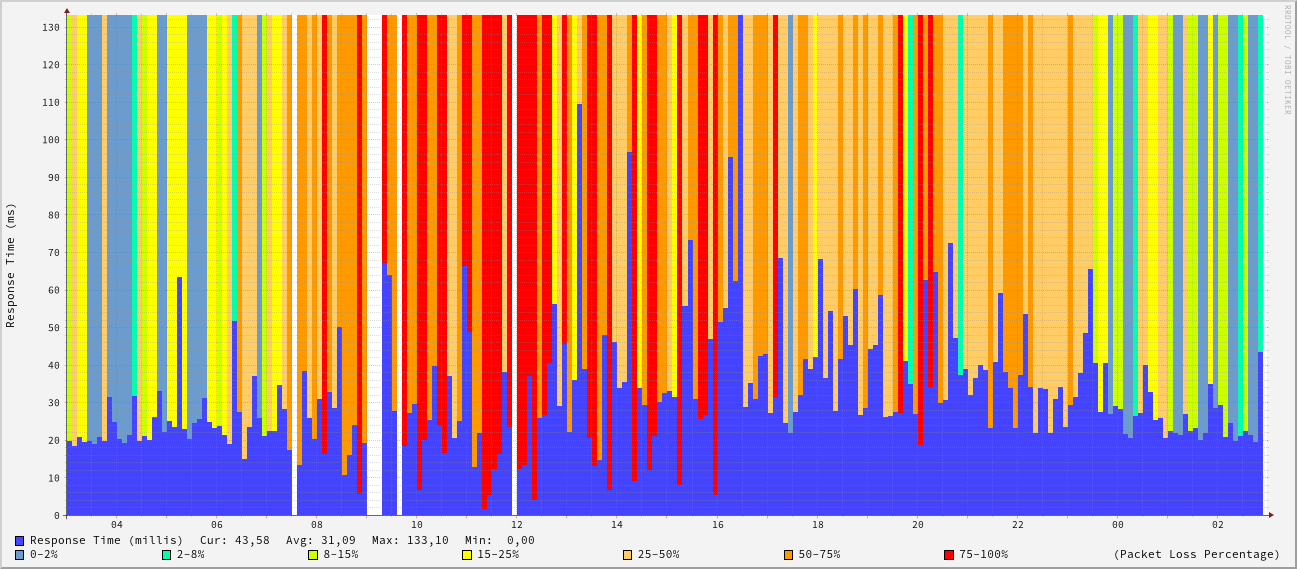 RRDTOOL / TOBI OETIKER
Response Time (ms)
130
120
110
100
90
80
70
60
50
40
30
20
10
0
04 06 08 10 12 14 16 18 20 22 00 02
Response Time (millis) Cur: 43,58 Avg: 31,09 Max: 133,10 Min: 0,00
0-2% 2-8% 8-15% 15-25% 25-50% 50-75% 75-100% (Packet Loss Percentage)